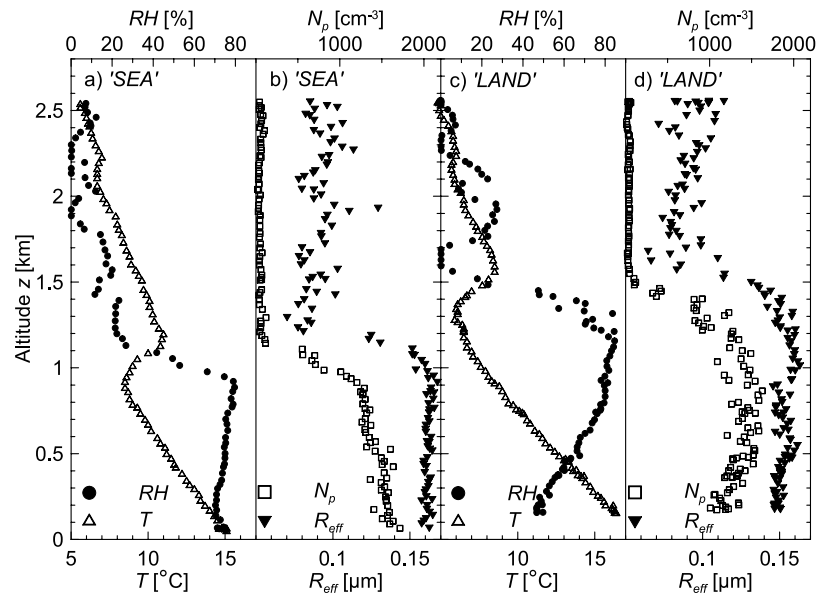 RH [%] N_p [cm-3] RH [%] N_p [cm-3]
0 20 40 60 80 0 1000 2000 0 20 40 60 80 0 1000 2000
a) 'SEA' b) 'SEA' c) 'LAND' d) 'LAND'
2.5
2
1.5
1
0.5
0
Altitude z [km]
RH N_p RH N_p
T R_eff T R_eff
5 10 15 0.1 0.15 10 15 0.1 0.15
T [°C] R_eff [µm] T [°C] R_eff [µm]